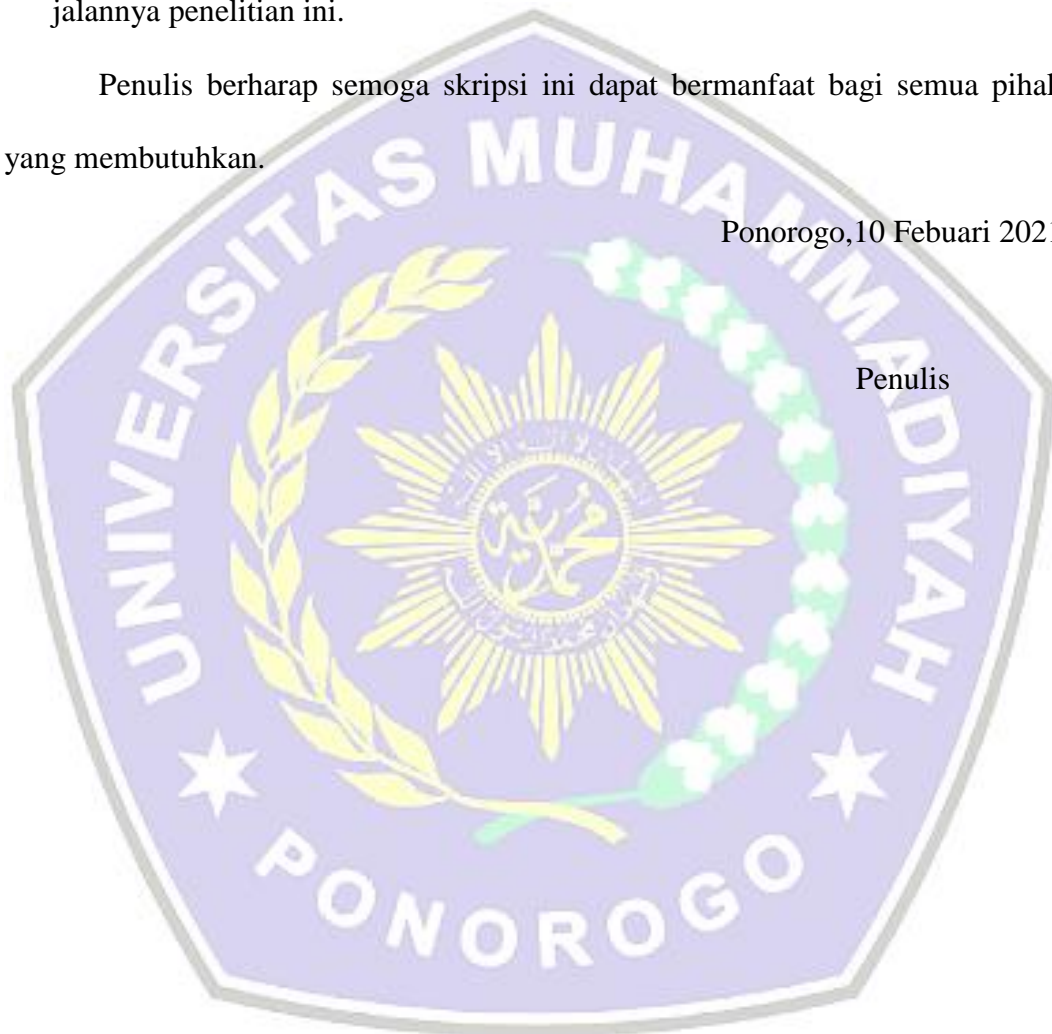 jalannya penelitian ini.
Penulis berharap semoga skripsi ini dapat bermanfaat bagi semua pihak
yang membutuhkan.
Ponorogo,10 Febuari 2021
Penulis
UNIVERSITAS MUHAMMADIYAH
PONOROGO